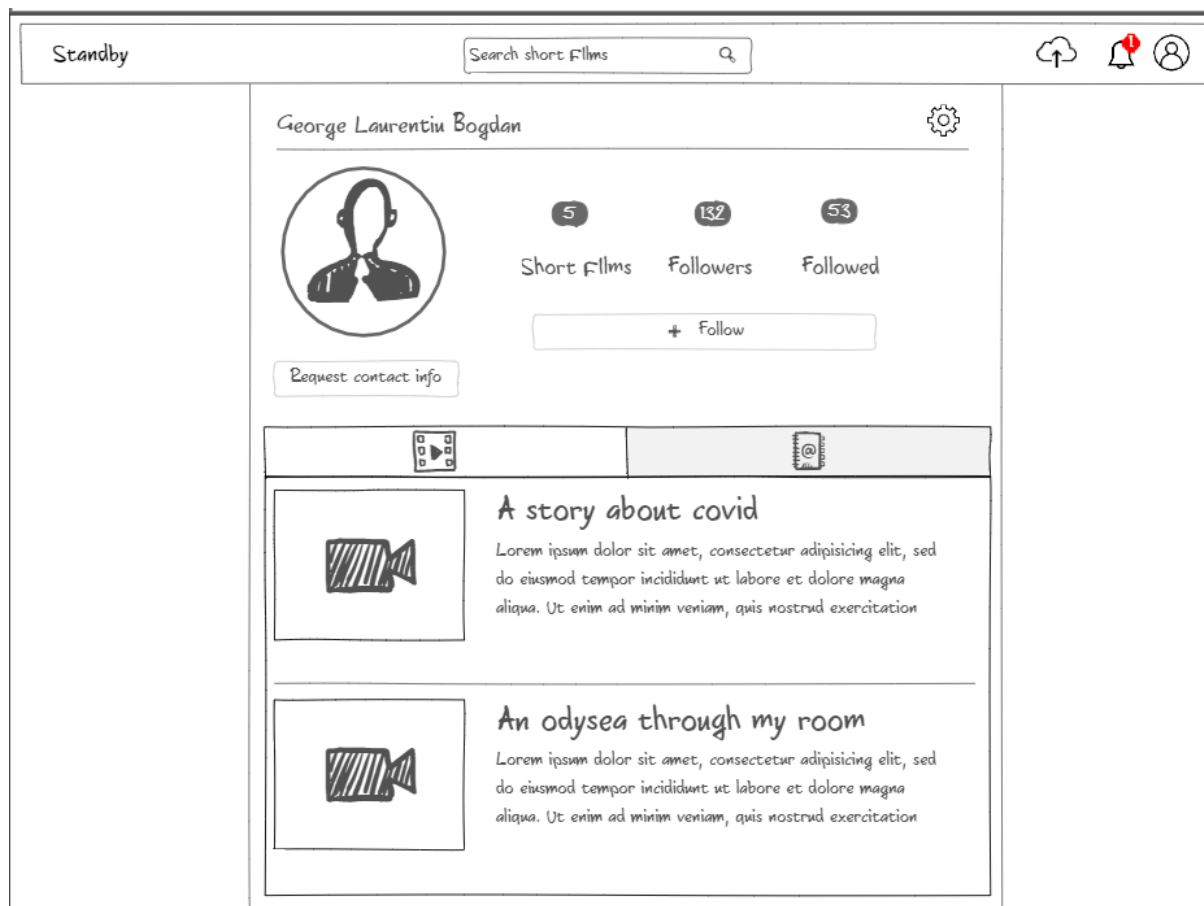 Standby
Search short Films
1
George Laurentiu Bogdan
5
132
53
Short Films
Followers
Followed
+ Follow
Request contact info
@
A story about covid
Lorem ipsum dolor sit amet, consectetur adipisicing elit, sed
do eiusmod tempor incididunt ut labore et dolore magna
aliqua. Ut enim ad minim veniam, quis nostrud exercitation
An odysea through my room
Lorem ipsum dolor sit amet, consectetur adipisicing elit, sed
do eiusmod tempor incididunt ut labore et dolore magna
aliqua. Ut enim ad minim veniam, quis nostrud exercitation